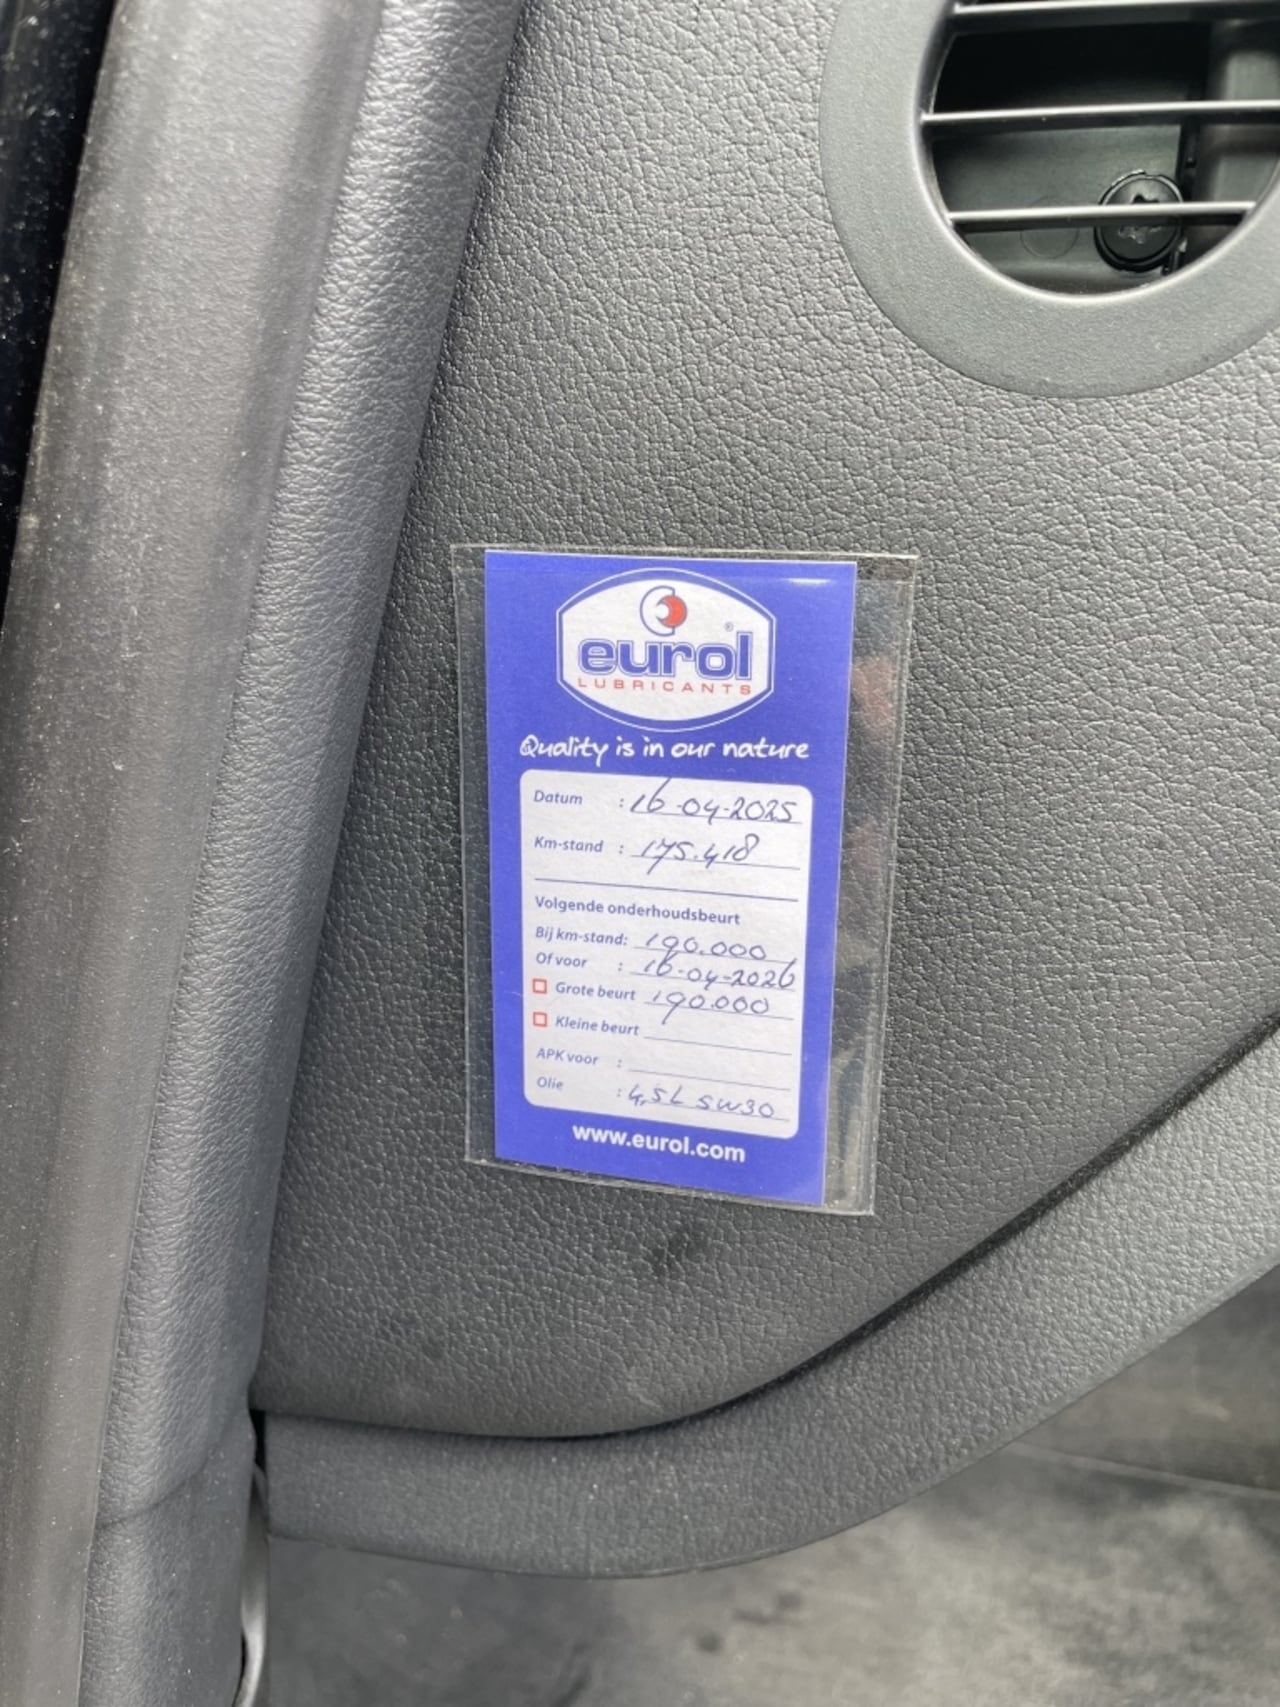 eurol®
LUBRICANTS
Quality is in our nature
Datum : 16-04-2025
Km-stand : 175.418
Volgende onderhoudsbeurt
Bij km-stand: 190.000
Of voor : 16-04-2026
Grote beurt 190.000
Kleine beurt
APK voor :
Olie : 4,5L 5W30
www.eurol.com